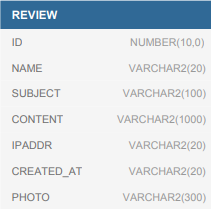 REVIEW
ID NUMBER(10,0)
NAME VARCHAR2(20)
SUBJECT VARCHAR2(100)
CONTENT VARCHAR2(1000)
IPADDR VARCHAR2(20)
CREATED_AT VARCHAR2(20)
PHOTO VARCHAR2(300)